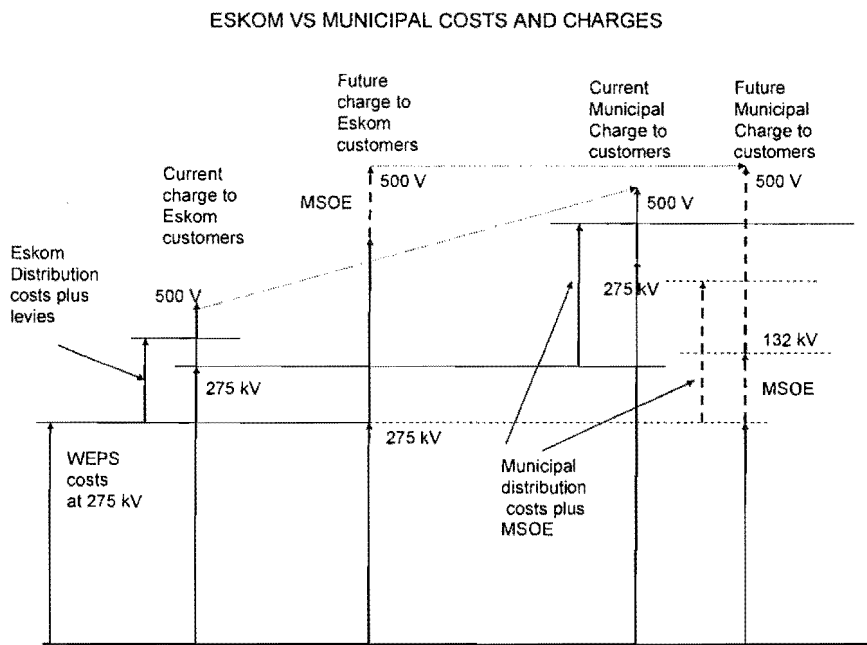 ESKOM VS MUNICIPAL COSTS AND CHARGES
Future
charge to
Eskom
customers
Current
Municipal
Charge to
customers
Future
Municipal
Charge to
customers
Current
charge to
Eskom
customers
500 V
MSOE
500 V
500 V
Eskom
Distribution
costs plus
levies
500 V
275 kV
132 kV
275 kV
MSOE
275 kV
WEPS
costs
at 275 kV
Municipal
distribution
costs plus
MSOE